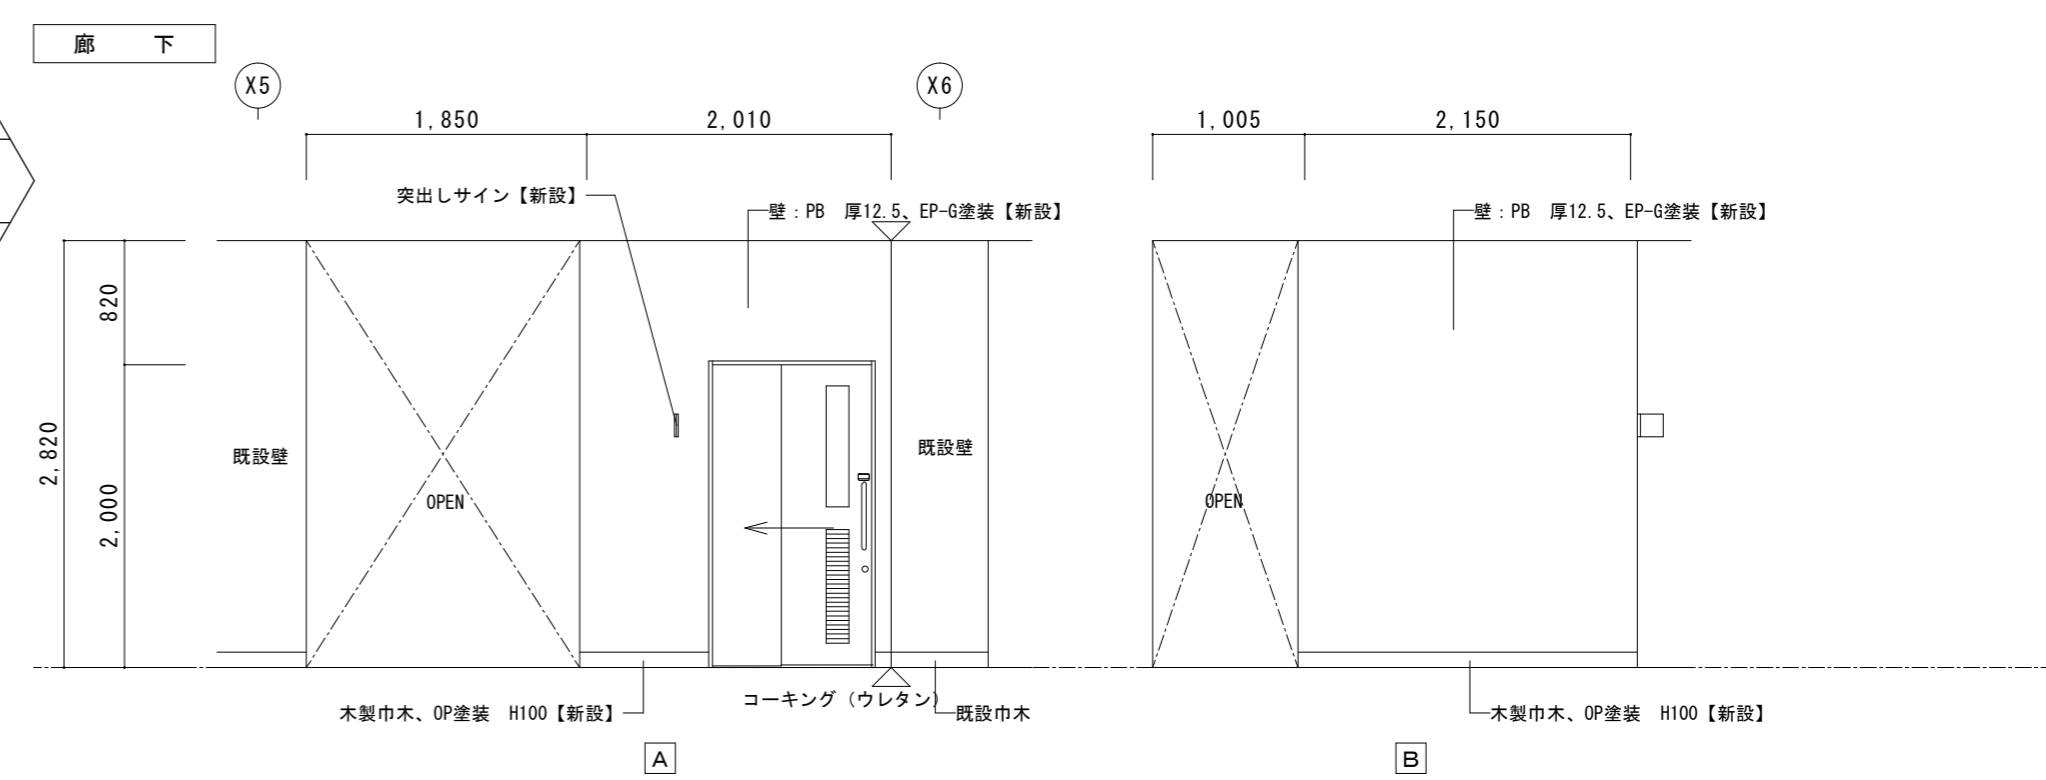 廊　下
X5
X6
1,850
2,010
1,005
2,150
突出しサイン【新設】
壁：PB　厚12.5、EP-G塗装【新設】
壁：PB　厚12.5、EP-G塗装【新設】
820
2,820
2,000
既設壁
既設壁
OPEN
OPEN
コーキング（ウレタン）
木製巾木、OP塗装　H100【新設】
既設巾木
木製巾木、OP塗装　H100【新設】
A
B